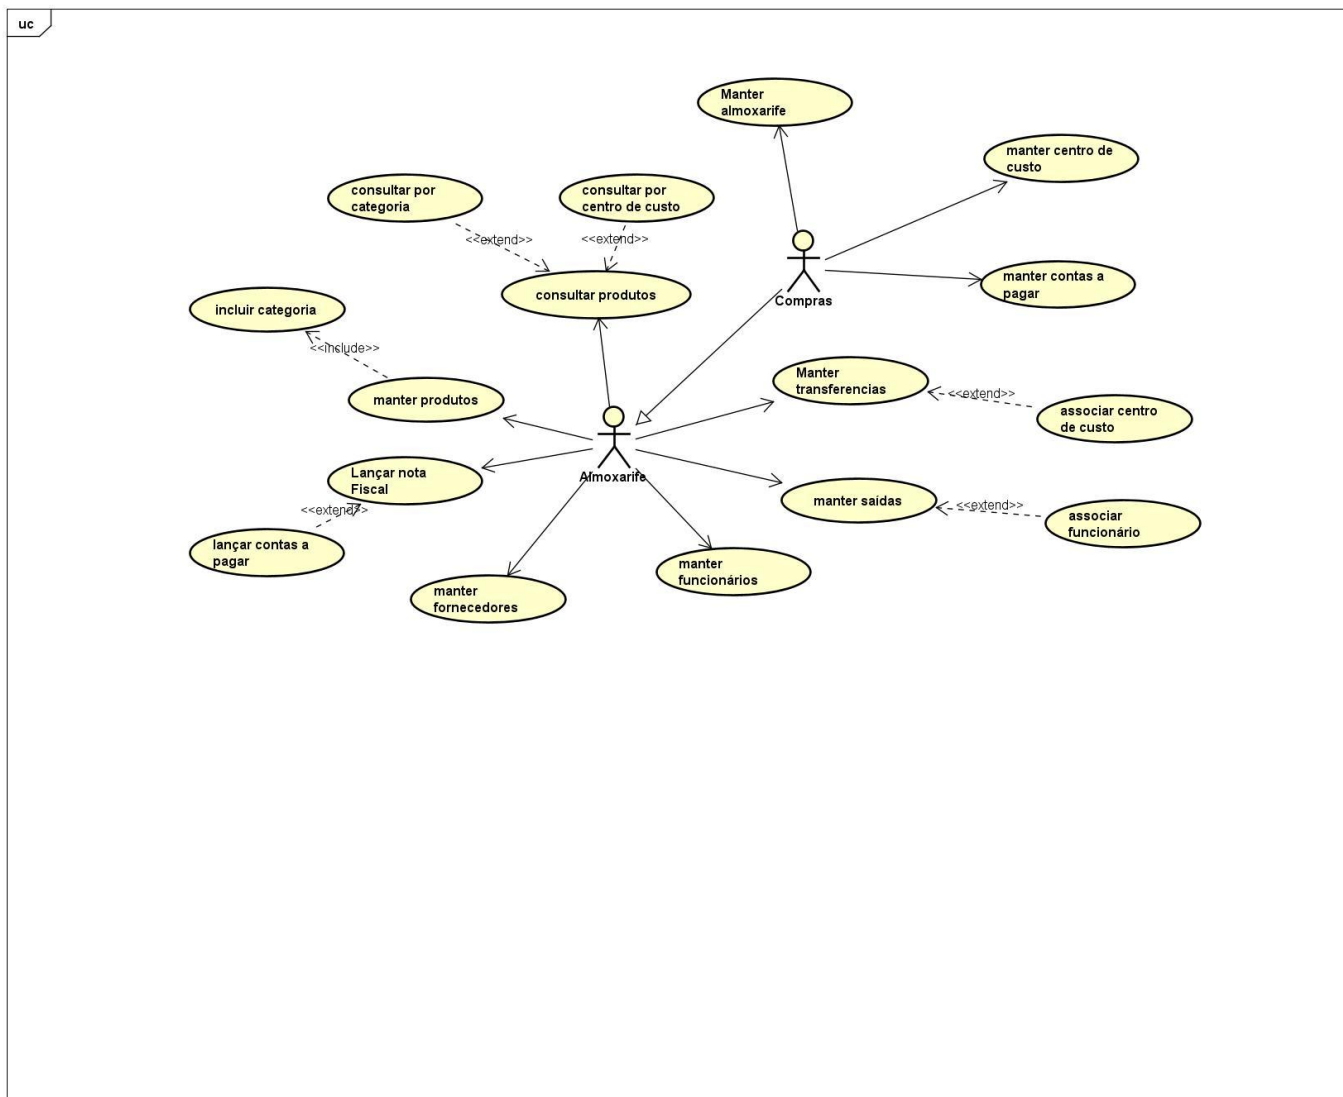 uc
Manter
almoxarife
manter centro de
custo
consultar por
categoria
consultar por
centro de custo
<<extend>>
<<extend>>
manter contas a
pagar
consultar produtos
Compras
incluir categoria
<<include>>
Manter
transferencias
manter produtos
<<extend>>
associar centro
de custo
Almoxarife
Lançar nota
Fiscal
manter saídas
<<extend>>
<<extend>>
associar
funcionário
lançar contas a
pagar
manter
funcionários
manter
fornecedores